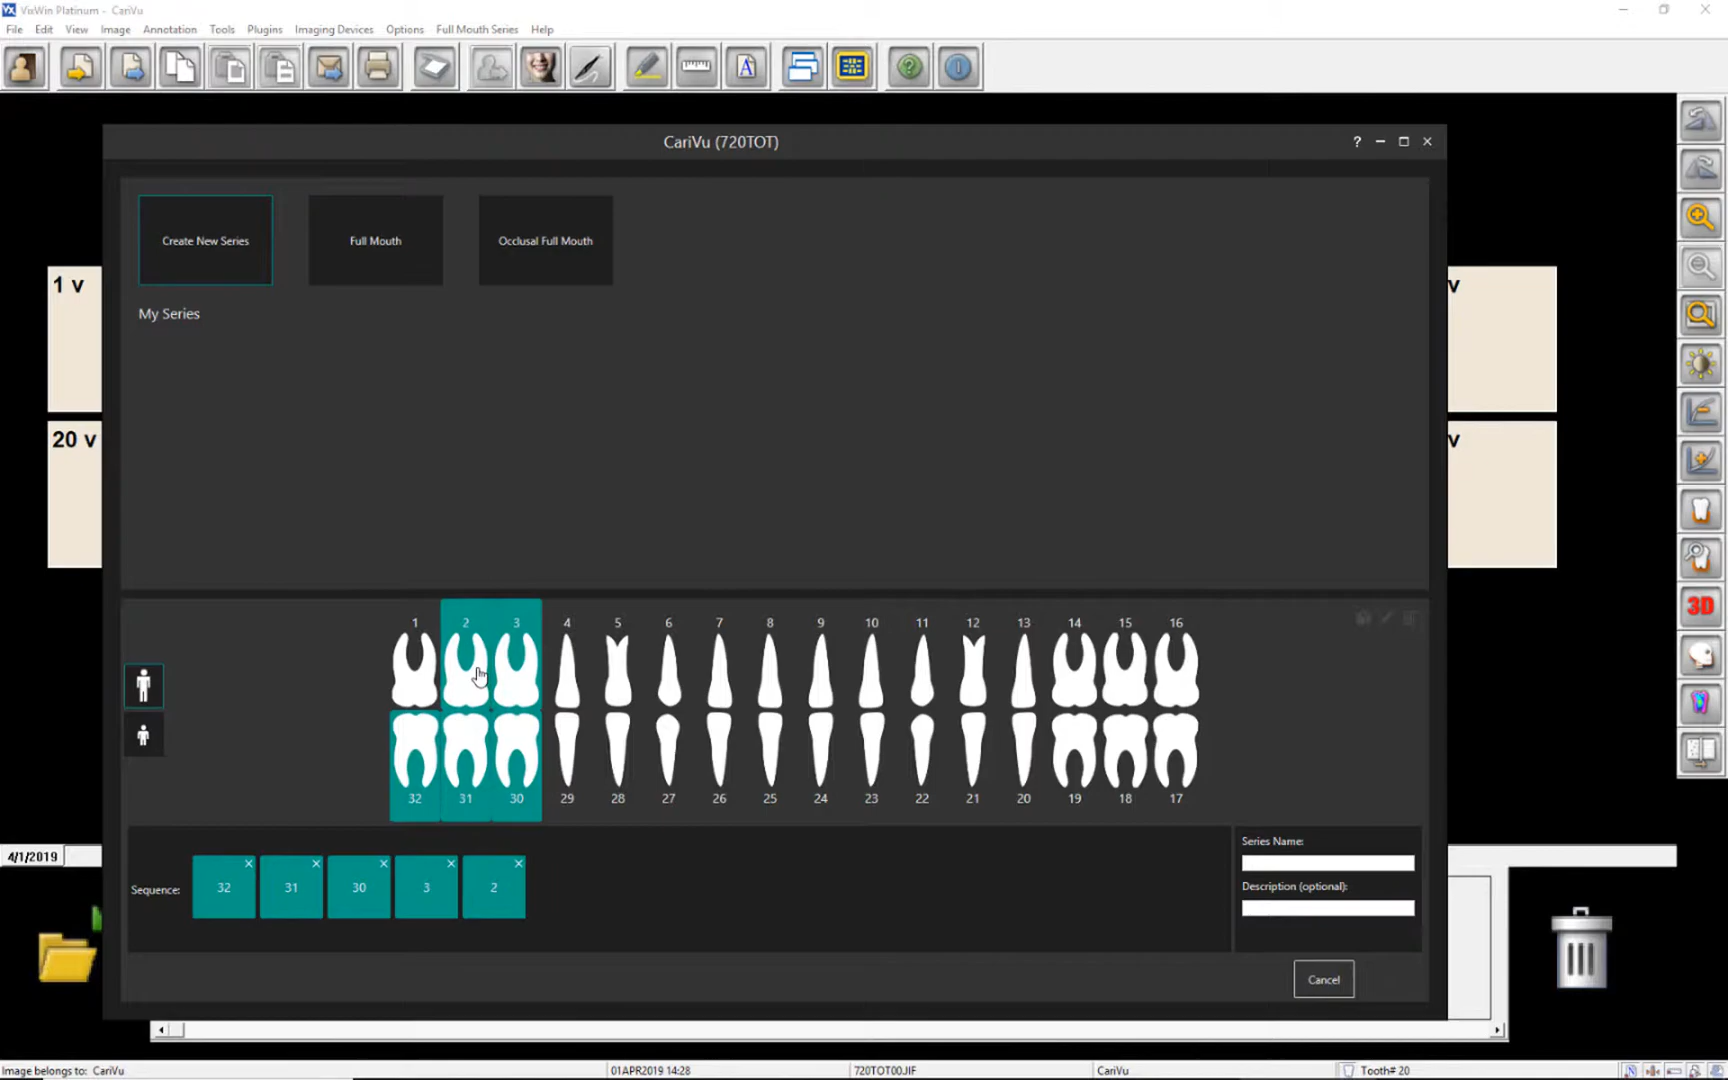 VixWin Platinum - CariVu
File Edit View Image Annotation Tools Plugins Imaging Devices Options Full Mouth Series Help
CariVu (720TOT)
Create New Series
Full Mouth
Occlusal Full Mouth
My Series
1 v
v
20 v
v
3D
1 2 3 4 5 6 7 8 9 10 11 12 13 14 15 16
32 31 30 29 28 27 26 25 24 23 22 21 20 19 18 17
Sequence: 32 31 30 3 2
Series Name:
Description (optional):
Cancel
4/1/2019
Image belongs to: CariVu
01APR2019 14:28
720TOT00.JIF
CariVu
Tooth# 20